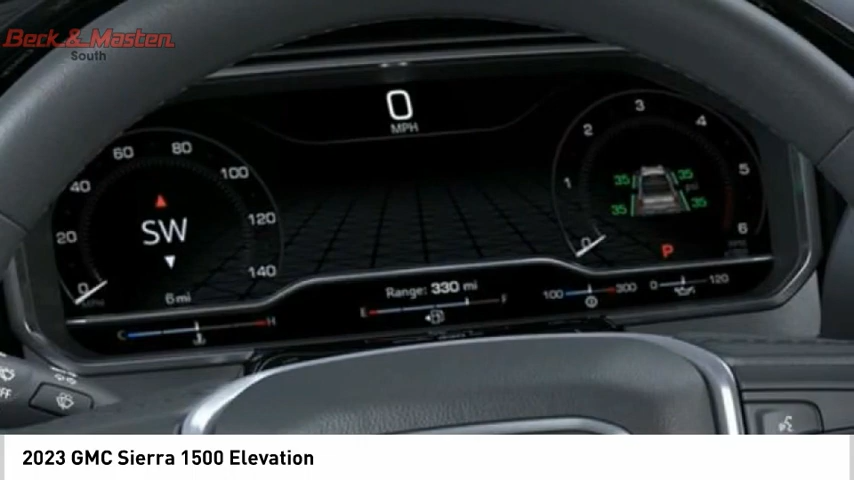 Beck & Masten
South
0
MPH
0 20 40 60 80 100 120 140
SW
6 mi
0 1 2 3 4 5 6
35 35
35 35
P
Range: 330 mi
C H
E F
100 300
0 120
OFF
2023 GMC Sierra 1500 Elevation